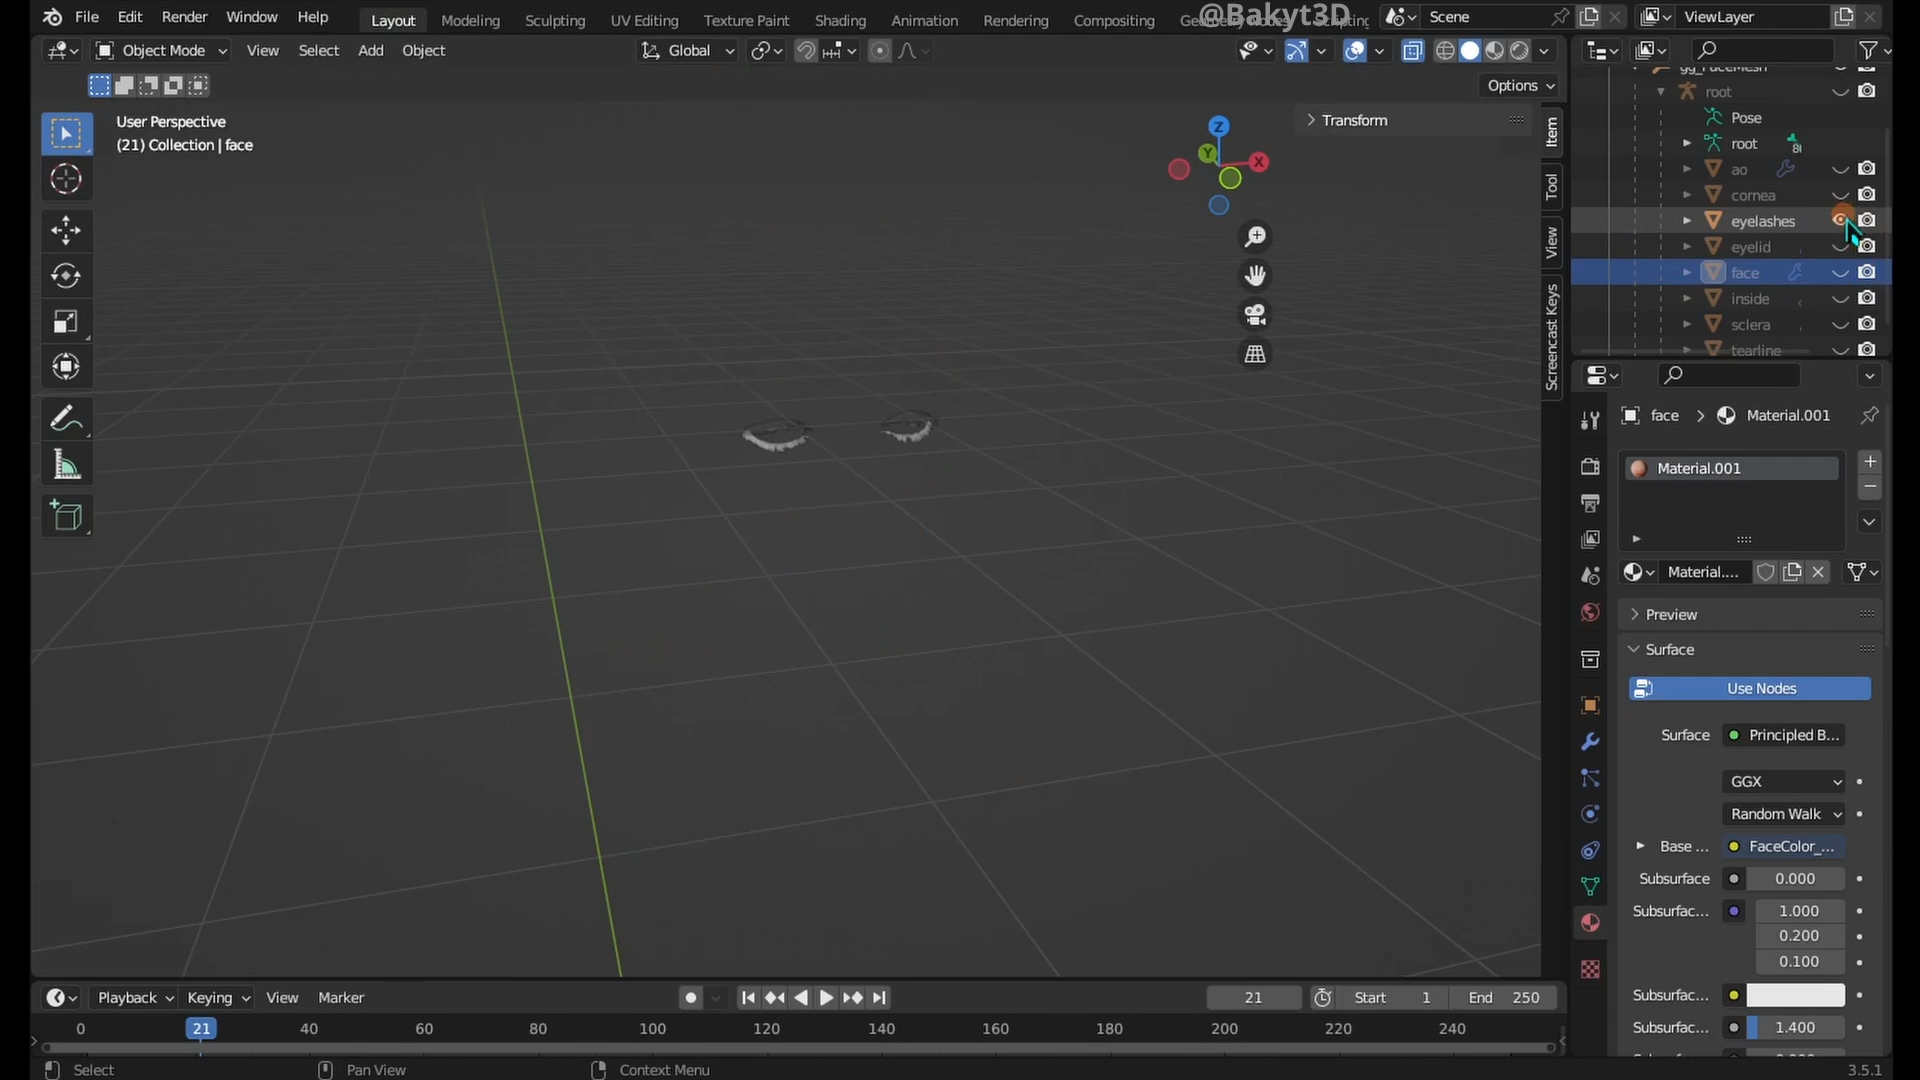 File Edit Render Window Help Layout Modeling Sculpting UV Editing Texture Paint Shading Animation Rendering Compositing Scene ViewLayer
@Bakyt3D
Object Mode View Select Add Object Global
Options
User Perspective
(21) Collection | face
Z
Y
X
Transform
Item
Tool
View
Screencast Keys
gg_FaceMesh
root
Pose
root
ao
cornea
eyelashes
eyelid
face
inside
sclera
tearline
face > Material.001
Material.001
Material....
Preview
Surface
Use Nodes
Surface Principled B...
GGX
Random Walk
Base ... FaceColor_...
Subsurface 0.000
Subsurfac... 1.000
0.200
0.100
Subsurfac...
Subsurfac... 1.400
Playback Keying View Marker 21 Start 1 End 250
0 21 40 60 80 100 120 140 160 180 200 220 240
Select Pan View Context Menu 3.5.1